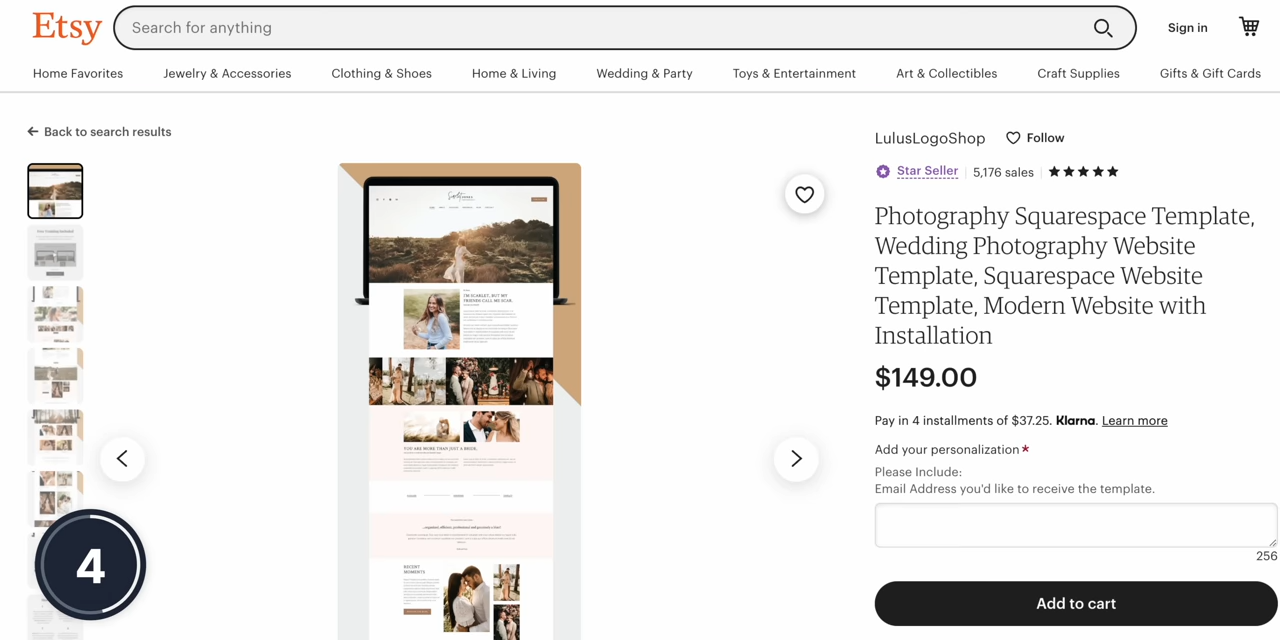 Etsy
Search for anything
Sign in
Home Favorites
Jewelry & Accessories
Clothing & Shoes
Home & Living
Wedding & Party
Toys & Entertainment
Art & Collectibles
Craft Supplies
Gifts & Gift Cards
Back to search results
LulusLogoShop
Follow
Star Seller
5,176 sales
Photography Squarespace Template,
Wedding Photography Website
Template, Squarespace Website
Template, Modern Website with
Installation
$149.00
Pay in 4 installments of $37.25. Klarna. Learn more
Add your personalization *
Please Include:
Email Address you'd like to receive the template.
256
Add to cart
I'M SCARLET, BUT MY
FRIENDS CALL ME SCAR.
YOU ARE MORE THAN JUST A BRIDE.
RECENT
MOMENTS
4